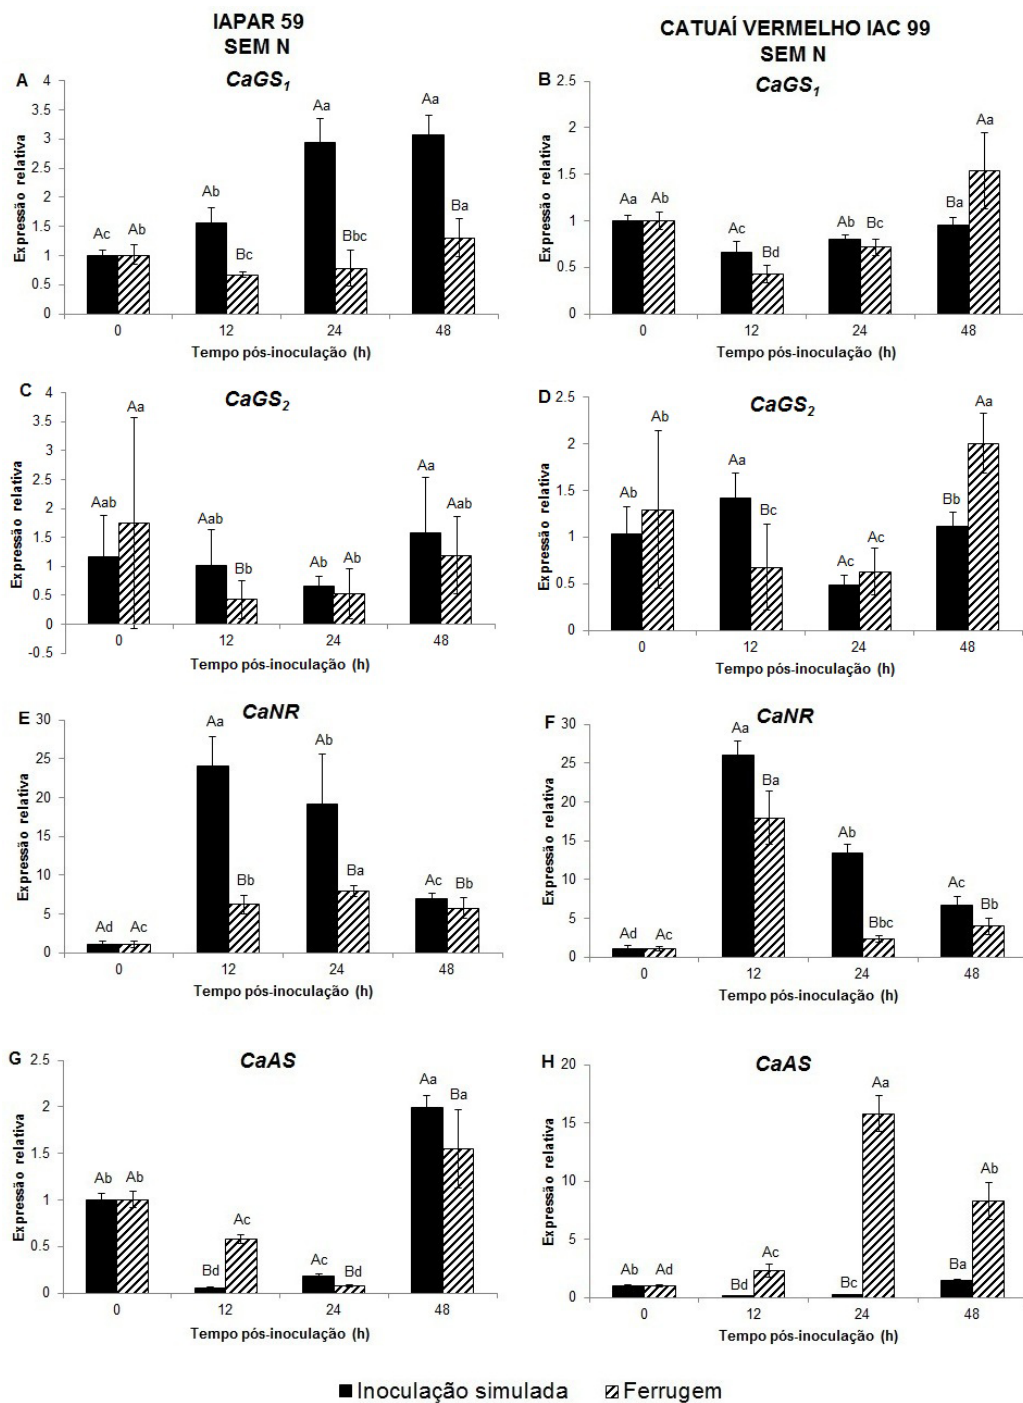 IAPAR 59
SEM N
CATUAÍ VERMELHO IAC 99
SEM N
A
CaGS1
Expressão relativa
4
3.5
3
2.5
2
1.5
1
0.5
0
Ac Ab Ab Bc Aa Bbc Aa Ba
0 12 24 48
Tempo pós-inoculação (h)
B
CaGS1
Expressão relativa
2.5
2
1.5
1
0.5
0
Aa Ab Ac Bd Ab Bc Ba Aa
0 12 24 48
Tempo pós-inoculação (h)
C
CaGS2
Expressão relativa
4
3.5
3
2.5
2
1.5
1
0.5
0
-0.5
Aab Aa Aab Bb Ab Ab Aa Aab
0 12 24 48
Tempo pós-inoculação (h)
D
CaGS2
Expressão relativa
2.5
2
1.5
1
0.5
0
Ab Ab Aa Bc Ac Ac Bb Aa
0 12 24 48
Tempo pós-inoculação (h)
E
CaNR
Expressão relativa
30
25
20
15
10
5
0
Ad Ac Aa Bb Ab Ba Ac Bb
0 12 24 48
Tempo pós-inoculação (h)
F
CaNR
Expressão relativa
30
25
20
15
10
5
0
Ad Ac Aa Ba Ab Bbc Ac Bb
0 12 24 48
Tempo pós-inoculação (h)
G
CaAS
Expressão relativa
2.5
2
1.5
1
0.5
0
Ab Ab Bd Ac Ac Bd Aa Ba
0 12 24 48
Tempo pós-inoculação (h)
H
CaAS
Expressão relativa
20
15
10
5
0
Ab Ad Bd Ac Bc Aa Ba Ab
0 12 24 48
Tempo pós-inoculação (h)
Inoculação simulada Ferrugem